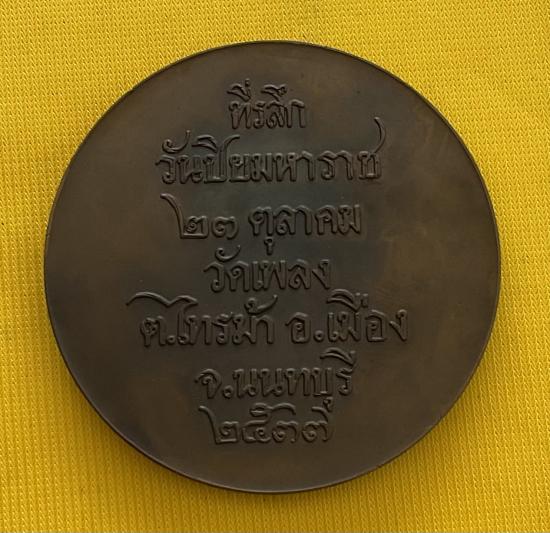 ที่รลึก
วันปิยมหาราช
๒๓ ตุลาคม
วัดเพลง
ต.ไทรม้า อ.เมือง
จ.นนทบุรี
๒๕๓๗